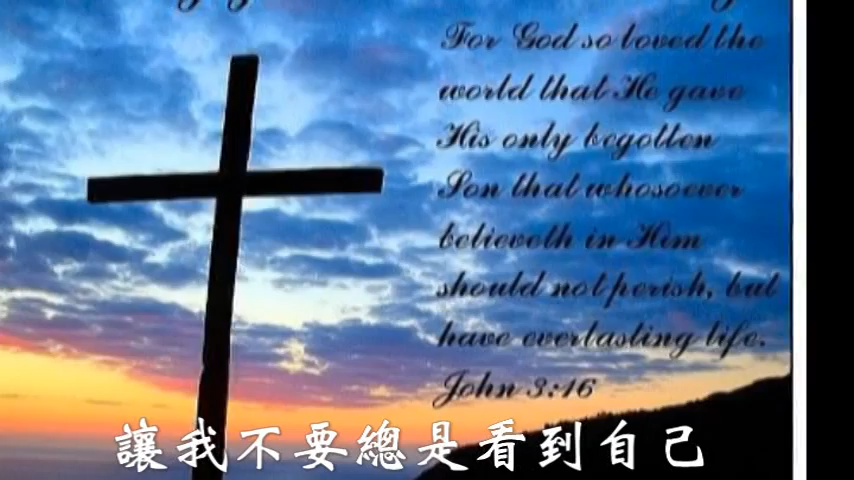 For God so loved the
world that He gave
His only begotten
Son that whosoever
believeth in Him
should not perish, but
have everlasting life.
John 3:16
讓我不要總是看到自己